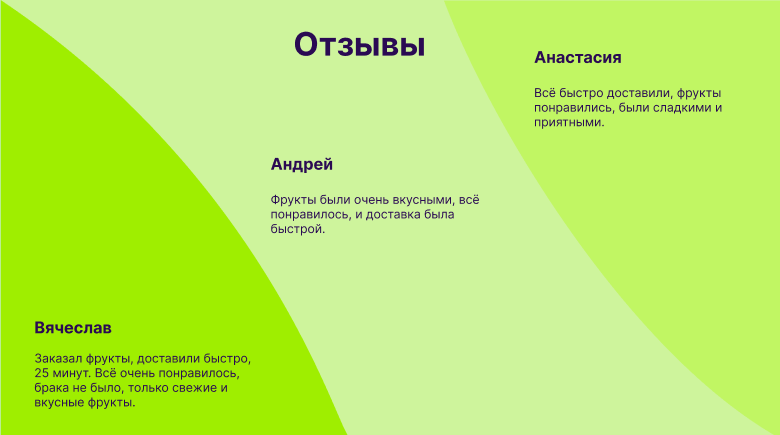 Отзывы
Анастасия
Всё быстро доставили, фрукты
понравились, были сладкими и
приятными.
Андрей
Фрукты были очень вкусными, всё
понравилось, и доставка была
быстрой.
Вячеслав
Заказал фрукты, доставили быстро,
25 минут. Всё очень понравилось,
брака не было, только свежие и
вкусные фрукты.